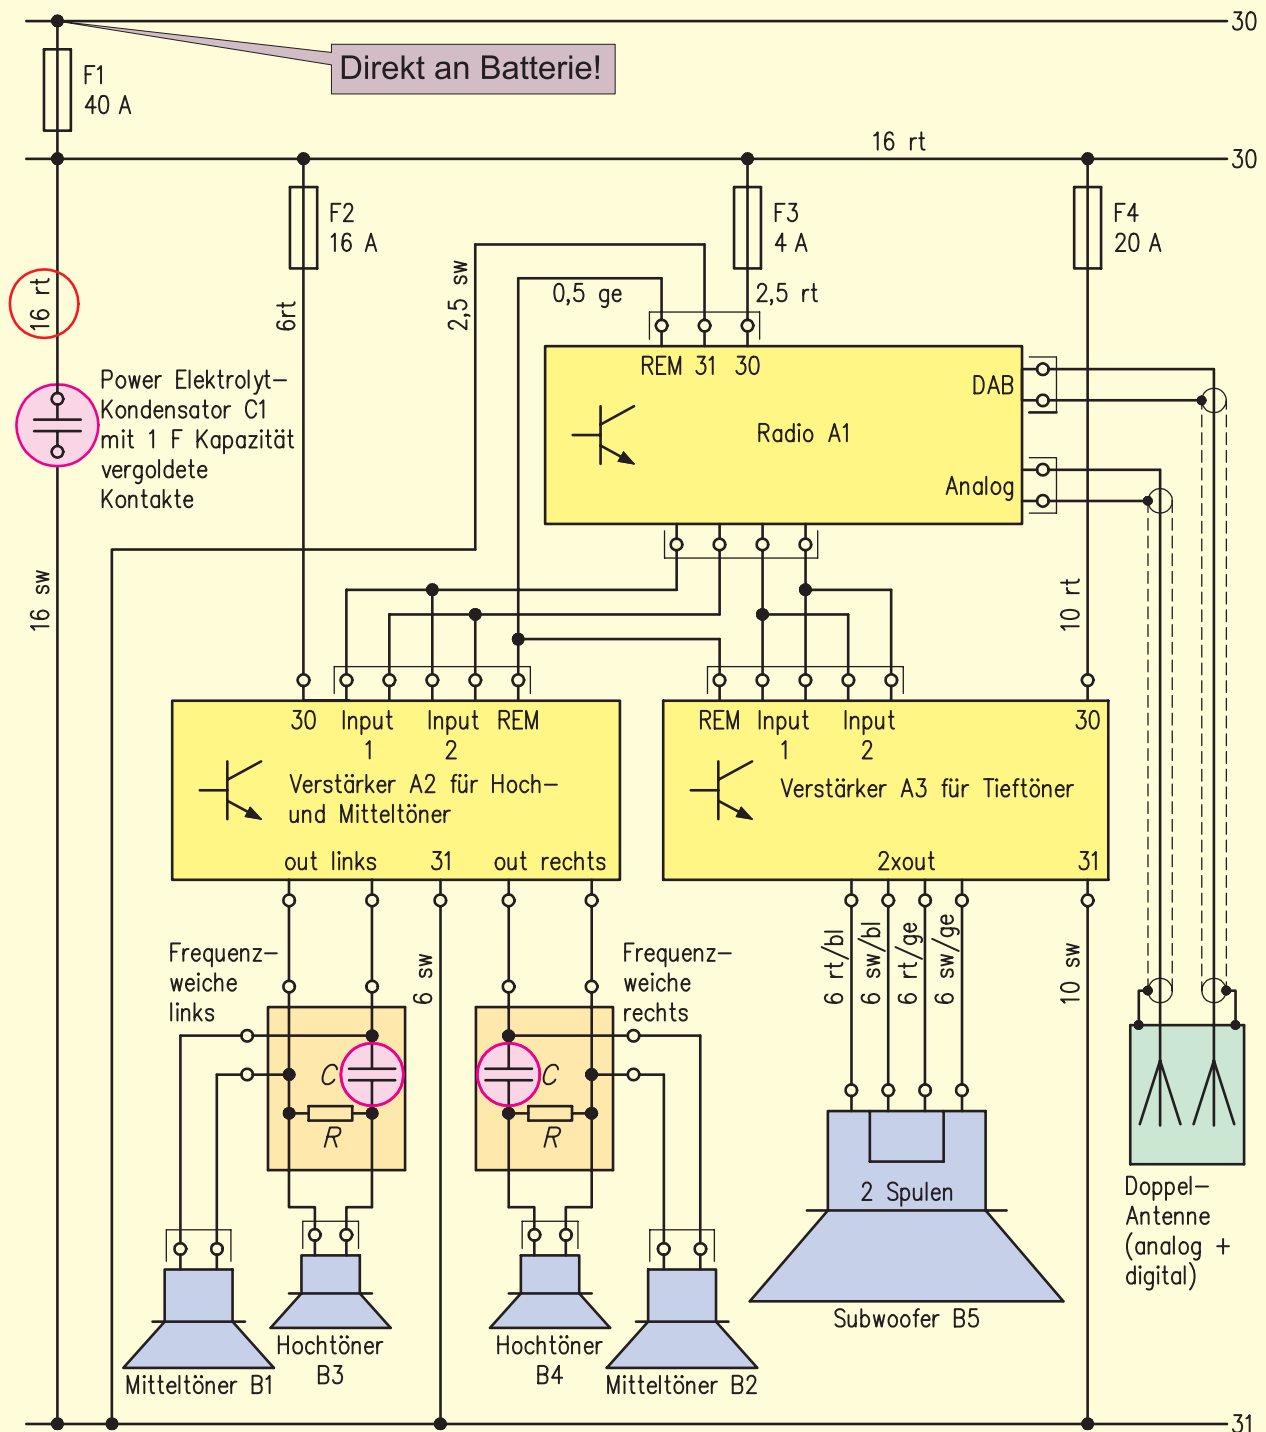 30
Direkt an Batterie!
F1
40 A
16 rt
30
F2
16 A
F3
4 A
F4
20 A
2,5 sw
0,5 ge
2,5 rt
16 rt
6rt
REM 31 30
DAB
Radio A1
Analog
Power Elektrolyt-
Kondensator C1
mit 1 F Kapazität
vergoldete
Kontakte
16 sw
10 rt
30 Input Input REM
1 2
Verstärker A2 für Hoch-
und Mitteltöner
out links 31 out rechts
REM Input Input 30
1 2
Verstärker A3 für Tieftöner
2xout 31
Frequenz-
weiche
links
6 sw
Frequenz-
weiche
rechts
6 rt/bl
6 sw/bl
6 rt/ge
6 sw/ge
10 sw
C
R
C
R
2 Spulen
Subwoofer B5
Doppel-
Antenne
(analog +
digital)
Mitteltöner B1
Hochtöner
B3
Hochtöner
B4
Mitteltöner B2
31